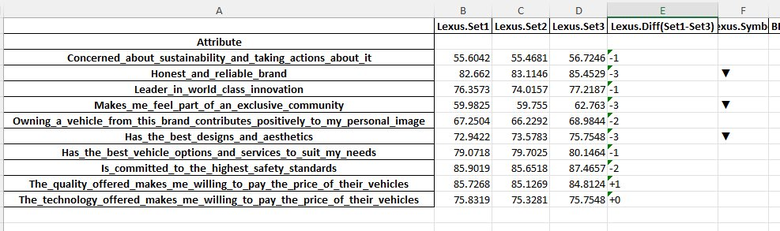 A B C D E F
Lexus.Set1 Lexus.Set2 Lexus.Set3 Lexus.Diff(Set1-Set3) exus.Symb
Attribute
Concerned_about_sustainability_and_taking_actions_about_it 55.6042 55.4681 56.7246 -1
Honest_and_reliable_brand 82.662 83.1146 85.4529 -3 ▼
Leader_in_world_class_innovation 76.3573 74.0157 77.2187 -1
Makes_me_feel_part_of_an_exclusive_community 59.9825 59.755 62.763 -3 ▼
Owning_a_vehicle_from_this_brand_contributes_positively_to_my_personal_image 67.2504 66.2292 68.9844 -2
Has_the_best_designs_and_aesthetics 72.9422 73.5783 75.7548 -3 ▼
Has_the_best_vehicle_options_and_services_to_suit_my_needs 79.0718 79.7025 80.1464 -1
Is_committed_to_the_highest_safety_standards 85.9019 85.6518 87.4657 -2
The_quality_offered_makes_me_willing_to_pay_the_price_of_their_vehicles 85.7268 85.1269 84.8124 +1
The_technology_offered_makes_me_willing_to_pay_the_price_of_their_vehicles 75.8319 75.3281 75.7548 +0